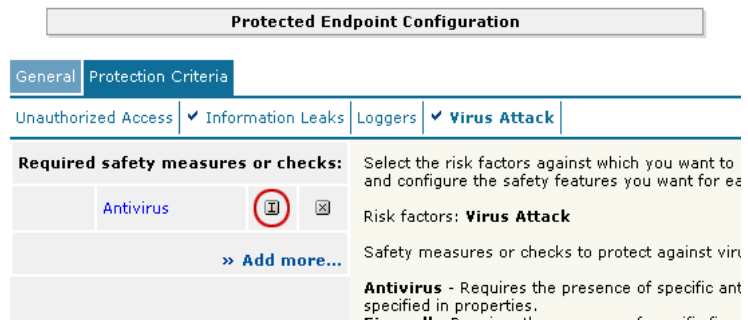 Protected Endpoint Configuration
General Protection Criteria
Unauthorized Access Information Leaks Loggers Virus Attack
Required safety measures or checks:
Antivirus
» Add more...
Select the risk factors against which you want to
and configure the safety features you want for ea
Risk factors: Virus Attack
Safety measures or checks to protect against viru
Antivirus - Requires the presence of specific ant
specified in properties.